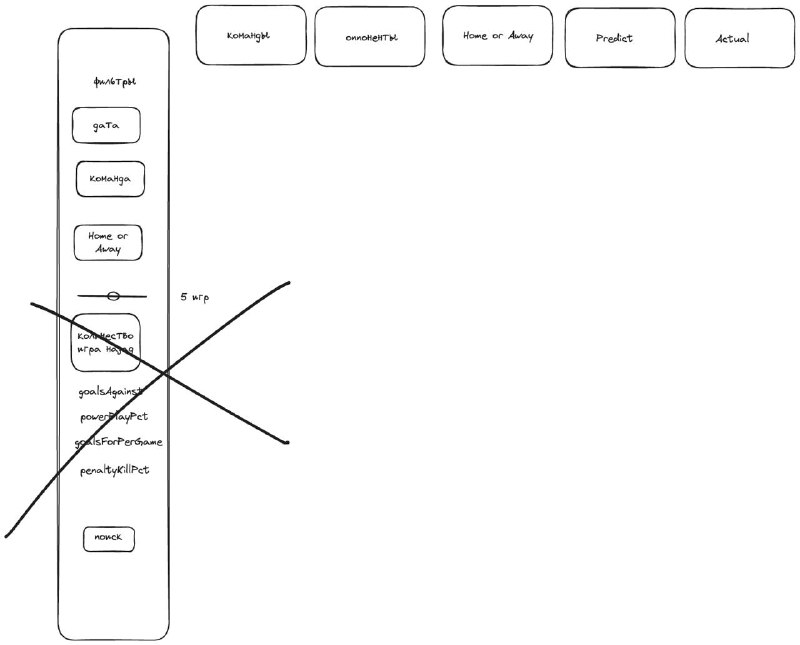 команды
оппоненты
Home or Away
Predict
Actual
фильтры
дата
команда
Home or
Away
5 игр
количество
игра назад
goalsAgainst
powerPlayPct
goalsForPerGame
penaltyKillPct
поиск